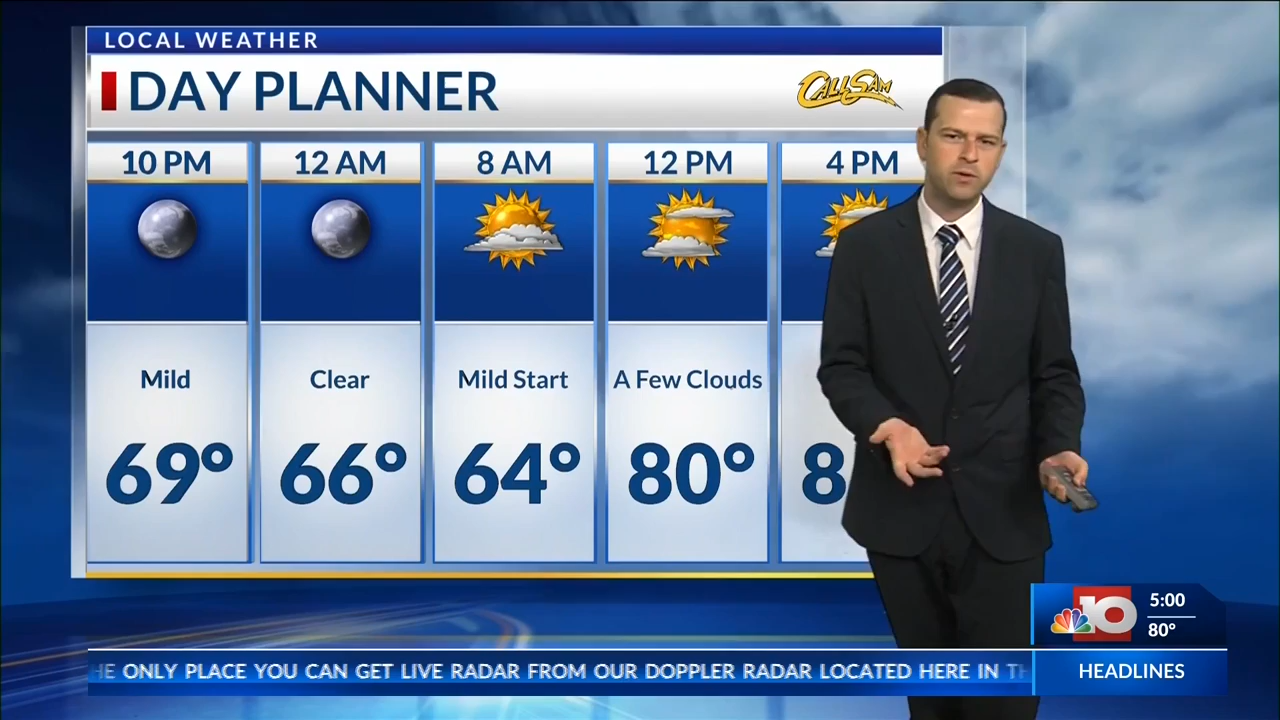 LOCAL WEATHER
DAY PLANNER
CALL SAM
10 PM
12 AM
8 AM
12 PM
4 PM
Mild
Clear
Mild Start
A Few Clouds
69°
66°
64°
80°
8
10
5:00
80°
ONLY PLACE YOU CAN GET LIVE RADAR FROM OUR DOPPLER RADAR LOCATED HERE IN
HEADLINES